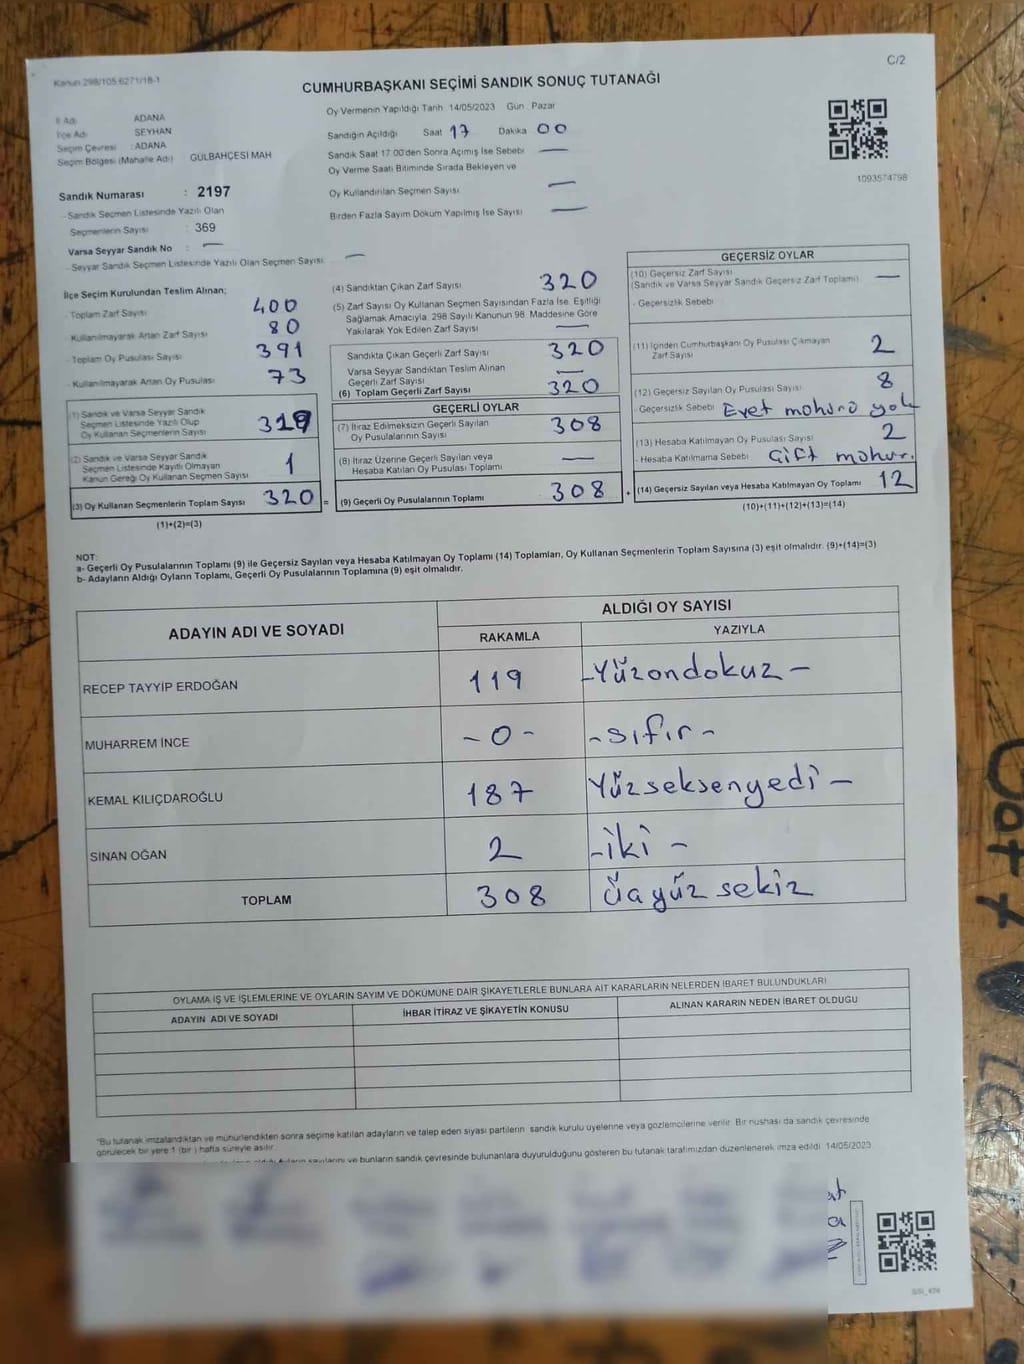 Kanun 298/105 6271/18-1
C/2
CUMHURBAŞKANI SEÇİMİ SANDIK SONUÇ TUTANAĞI
İl Adı ADANA
İlçe Adı SEYHAN
Seçim Çevresi : ADANA
Seçim Bölgesi (Mahalle Adı) GÜLBAHÇESİ MAH
Sandık Numarası : 2197
- Sandık Seçmen Listesinde Yazılı Olan
Seçmenlerin Sayısı : 369
Varsa Seyyar Sandık No : —
- Seyyar Sandık Seçmen Listesinde Yazılı Olan Seçmen Sayısı —
Oy Vermenin Yapıldığı Tarih 14/05/2023 Gün Pazar
Sandığın Açıldığı Saat 17 Dakika 00
Sandık Saat 17:00'den Sonra Açımış İse Sebebi —
Oy Verme Saati Bitiminde Sırada Bekleyen ve
Oy Kullandırılan Seçmen Sayısı —
Birden Fazla Sayım Döküm Yapılmış İse Sayısı —
1093574798
İlçe Seçim Kurulundan Teslim Alınan;
- Toplam Zarf Sayısı 400
- Kullanılmayarak Artan Zarf Sayısı 80
- Toplam Oy Pusulası Sayısı 391
- Kullanılmayarak Artan Oy Pusulası 73
(1) Sandık ve Varsa Seyyar Sandık
Seçmen Listesinde Yazılı Olup
Oy Kullanan Seçmenlerin Sayısı 319
(2) Sandık ve Varsa Seyyar Sandık
Seçmen Listesinde Kayıtlı Olmayan
Kanun Gereği Oy Kullanan Seçmen Sayısı 1
(3) Oy Kullanan Seçmenlerin Toplam Sayısı 320 =
(1)+(2)=(3)
(4) Sandıktan Çıkan Zarf Sayısı 320
(5) Zarf Sayısı Oy Kullanan Seçmen Sayısından Fazla İse, Eşitliği
Sağlamak Amacıyla, 298 Sayılı Kanunun 98. Maddesine Göre
Yakılarak Yok Edilen Zarf Sayısı —
Sandıkta Çıkan Geçerli Zarf Sayısı 320
Varsa Seyyar Sandıktan Teslim Alınan
Geçerli Zarf Sayısı —
(6) Toplam Geçerli Zarf Sayısı 320
GEÇERLİ OYLAR
(7) İtiraz Edilmeksizin Geçerli Sayılan
Oy Pusulalarının Sayısı 308
(8) İtiraz Üzerine Geçerli Sayılan veya
Hesaba Katılan Oy Pusulası Toplamı —
(9) Geçerli Oy Pusulalarının Toplamı 308 +
GEÇERSİZ OYLAR
(10) Geçersiz Zarf Sayısı —
(Sandık ve Varsa Seyyar Sandık Geçersiz Zarf Toplamı)
- Geçersizlik Sebebi
(11) İçinden Cumhurbaşkanı Oy Pusulası Çıkmayan
Zarf Sayısı 2
(12) Geçersiz Sayılan Oy Pusulası Sayısı 8
- Geçersizlik Sebebi Evet mohürü yok
(13) Hesaba Katılmayan Oy Pusulası Sayısı 2
- Hesaba Katılmama Sebebi Çift mohur.
(14) Geçersiz Sayılan veya Hesaba Katılmayan Oy Toplamı 12
(10)+(11)+(12)+(13)=(14)
NOT:
a- Geçerli Oy Pusulalarının Toplamı (9) ile Geçersiz Sayılan veya Hesaba Katılmayan Oy Toplamı (14) Toplamları, Oy Kullanan Seçmenlerin Toplam Sayısına (3) eşit olmalıdır. (9)+(14)=(3)
b- Adayların Aldığı Oyların Toplamı, Geçerli Oy Pusulalarının Toplamına (9) eşit olmalıdır.
ADAYIN ADI VE SOYADI
ALDIĞI OY SAYISI
RAKAMLA YAZIYLA
RECEP TAYYİP ERDOĞAN 119 -Yüzondokuz-
MUHARREM İNCE -0- -sıfır-
KEMAL KILIÇDAROĞLU 187 Yüzseksenyedi-
SİNAN OĞAN 2 -iki-
TOPLAM 308 Üçyüz sekiz
OYLAMA İŞ VE İŞLEMLERİNE VE OYLARIN SAYIM VE DÖKÜMÜNE DAİR ŞİKAYETLERLE BUNLARA AİT KARARLARIN NELERDEN İBARET BULUNDUKLARI
ADAYIN ADI VE SOYADI İHBAR İTİRAZ VE ŞİKAYETİN KONUSU ALINAN KARARIN NEDEN İBARET OLDUĞU
"Bu tutanak imzalandıktan ve mühürlendikten sonra seçime katılan adayların ve talep eden siyasi partilerin sandık kurulu üyelerine veya gözlemcilerine verilir. Bir nüshası da sandık çevresinde
görülecek bir yere 1 (bir) hafta süreyle asılır.
sayılarını ve bunların sandık çevresinde bulunanlara duyurulduğunu gösteren bu tutanak tarafımızdan düzenlenerek imza edildi. 14/05/2023